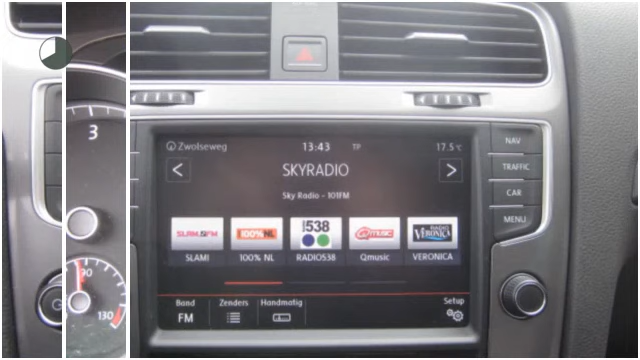 3
90
130
Zwolseweg 13:43 TP 17.5°C
< SKYRADIO >
Sky Radio - 101FM
SLAM!FM 100%NL 538 Qmusic RADIO VERONICA
SLAM! 100% NL RADIO538 Qmusic VERONICA
Band Zenders Handmatig Setup
FM
NAV
TRAFFIC
CAR
MENU